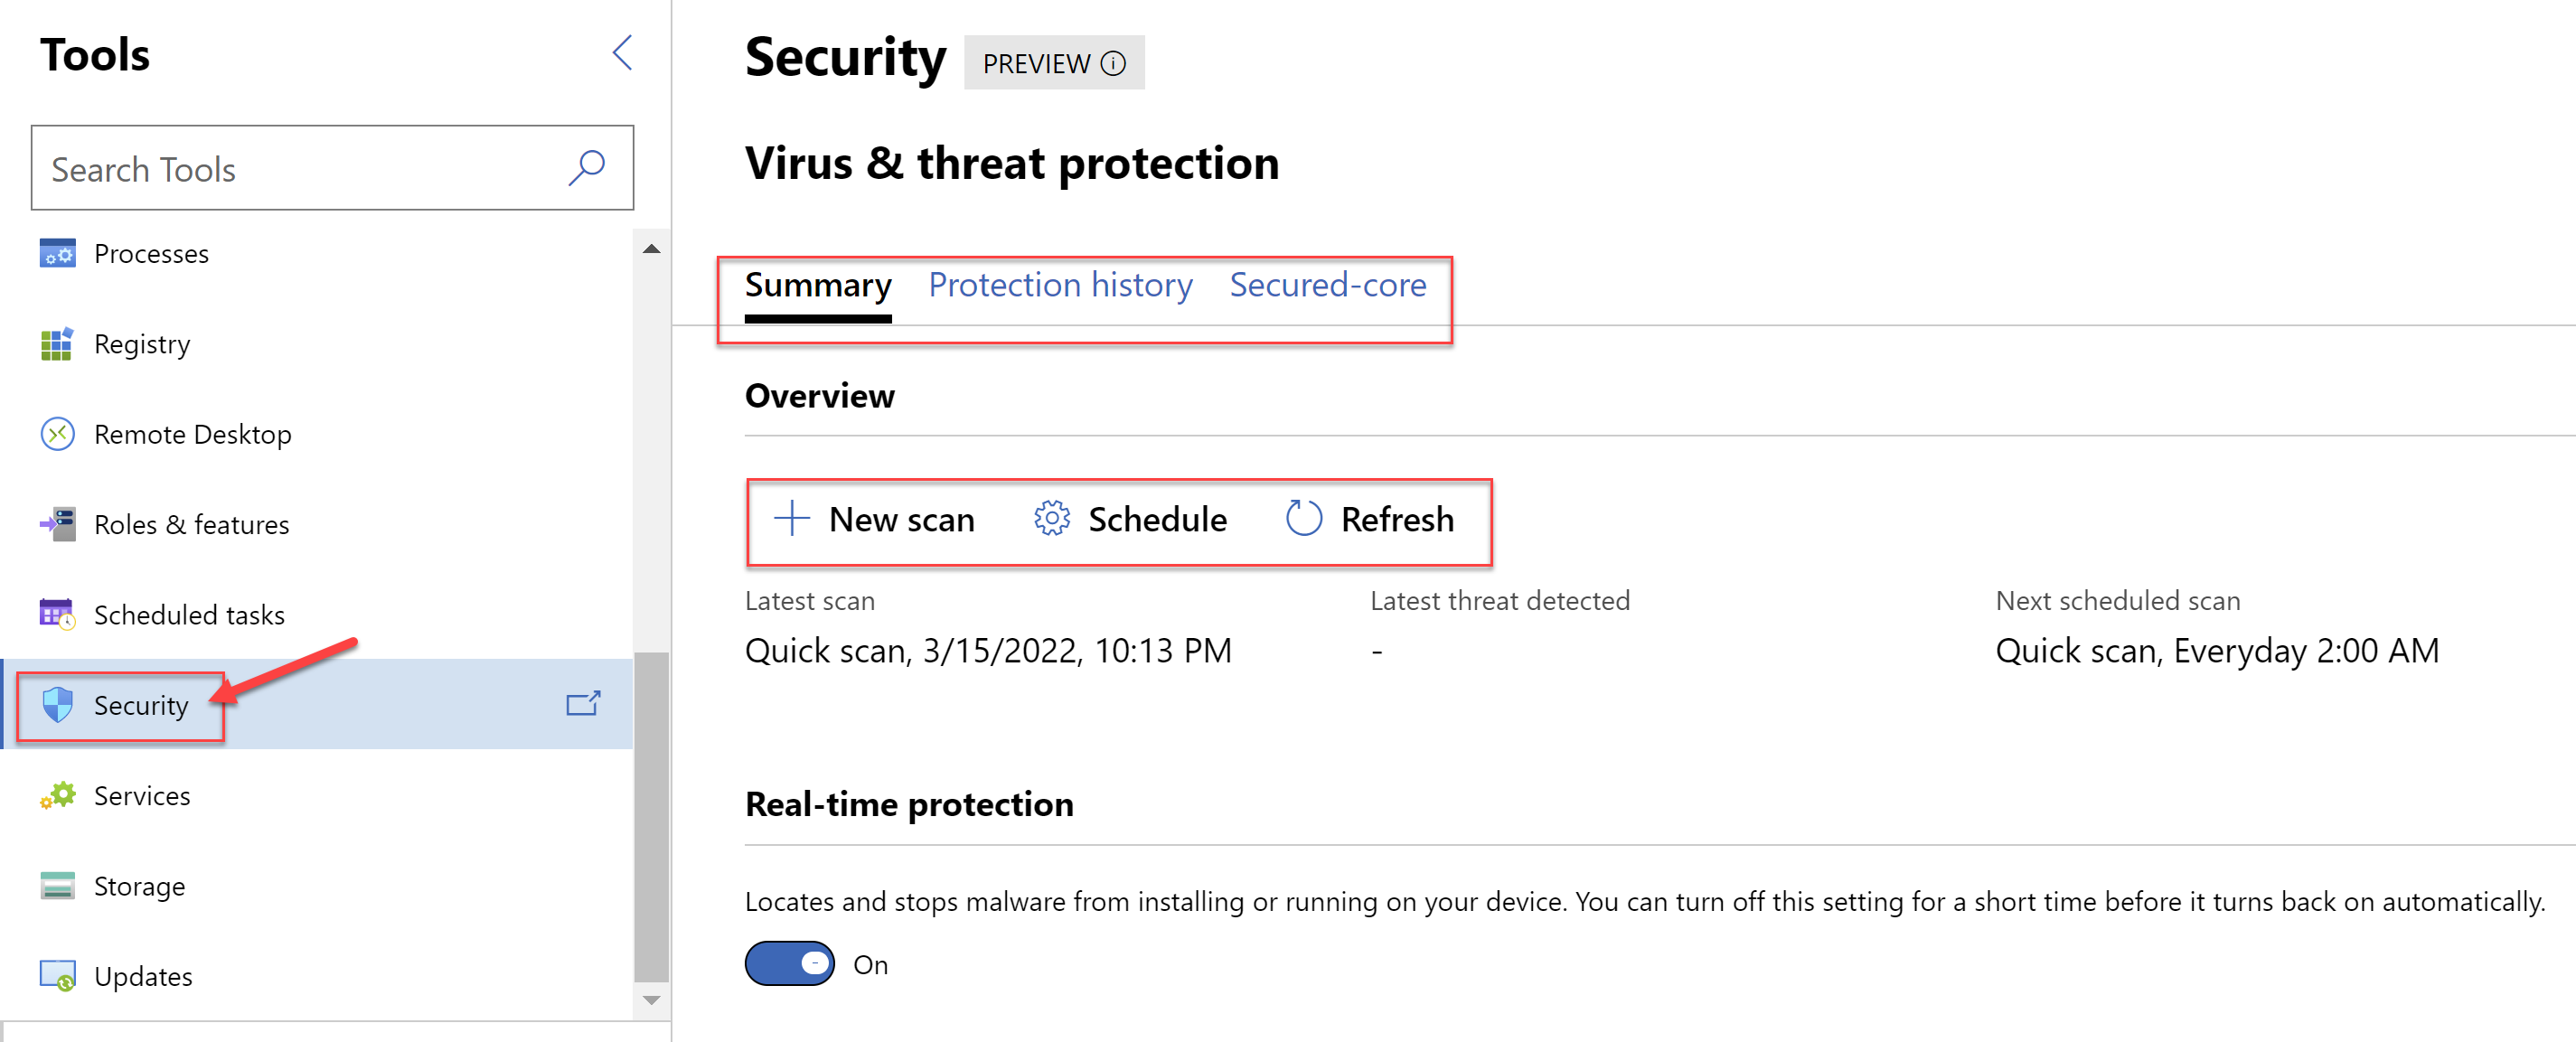 Tools
Search Tools
Processes
Registry
Remote Desktop
Roles & features
Scheduled tasks
Security
Services
Storage
Updates
Security PREVIEW
Virus & threat protection
Summary Protection history Secured-core
Overview
New scan Schedule Refresh
Latest scan Latest threat detected Next scheduled scan
Quick scan, 3/15/2022, 10:13 PM - Quick scan, Everyday 2:00 AM
Real-time protection
Locates and stops malware from installing or running on your device. You can turn off this setting for a short time before it turns back on automatically.
On